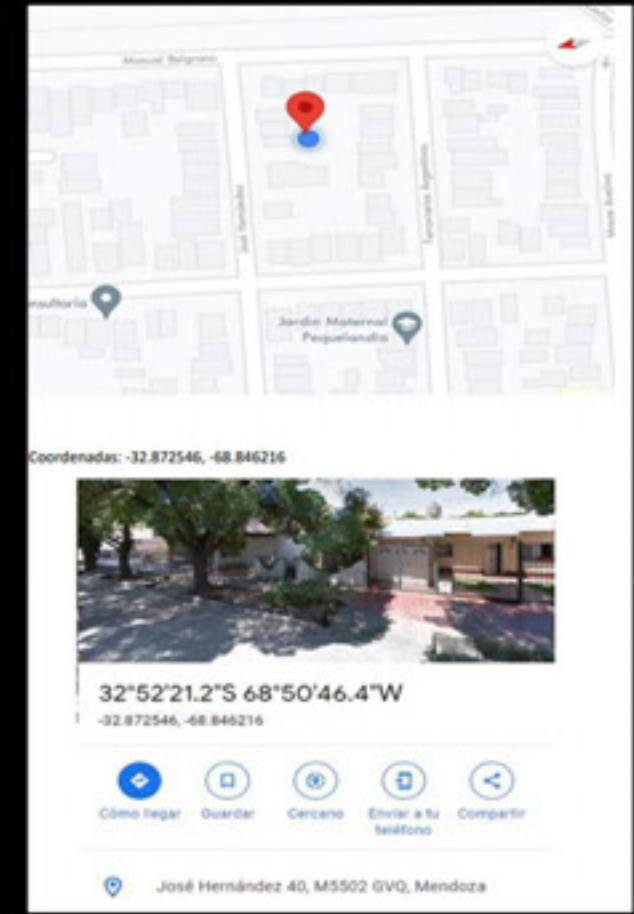 Manuel Belgrano
José Hernández
Jardin Maternal
Pequelandia
Coordenadas: -32.872546, -68.846216
32°52'21.2"S 68°50'46.4"W
-32.872546, -68.846216
Cómo llegar
Guardar
Cercano
Enviar a tu
teléfono
Compartir
José Hernández 40, M5502 GVQ, Mendoza